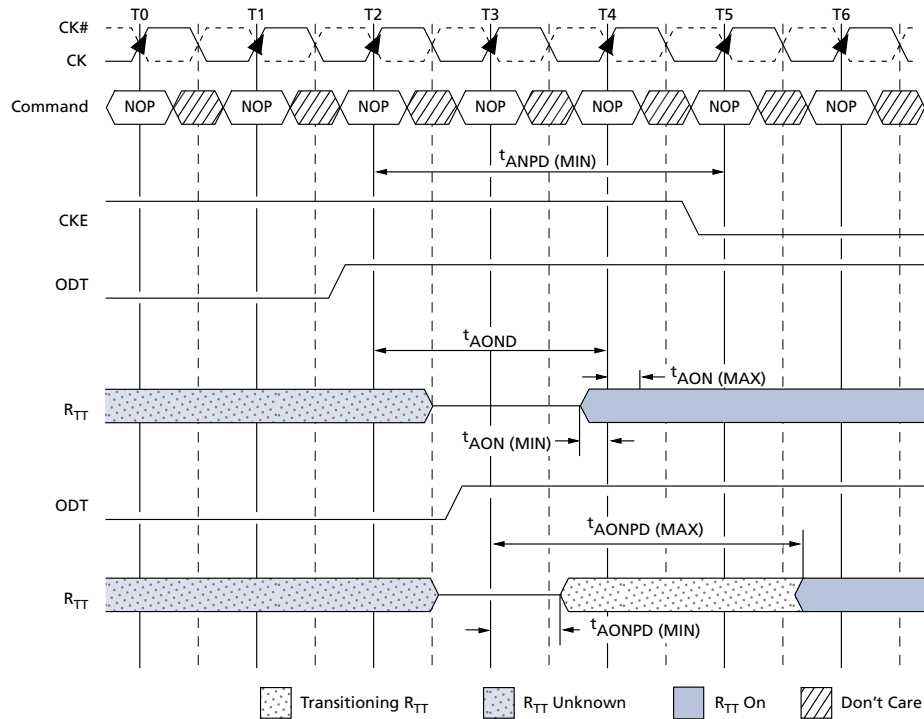 T0 T1 T2 T3 T4 T5 T6
CK#
CK
Command NOP NOP NOP NOP NOP NOP NOP
tANPD (MIN)
CKE
ODT
tAOND
tAON (MAX)
RTT
tAON (MIN)
ODT
tAONPD (MAX)
RTT
tAONPD (MIN)
Transitioning RTT RTT Unknown RTT On Don't Care